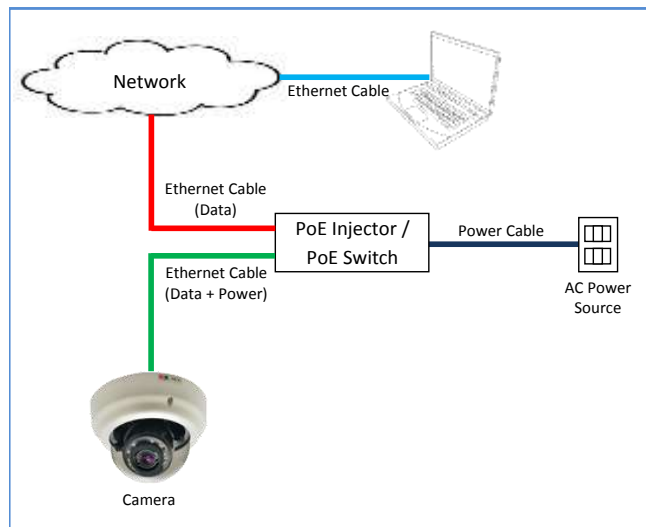 Network
Ethernet Cable
Ethernet Cable
(Data)
PoE Injector /
PoE Switch
Power Cable
Ethernet Cable
(Data + Power)
AC Power
Source
Camera